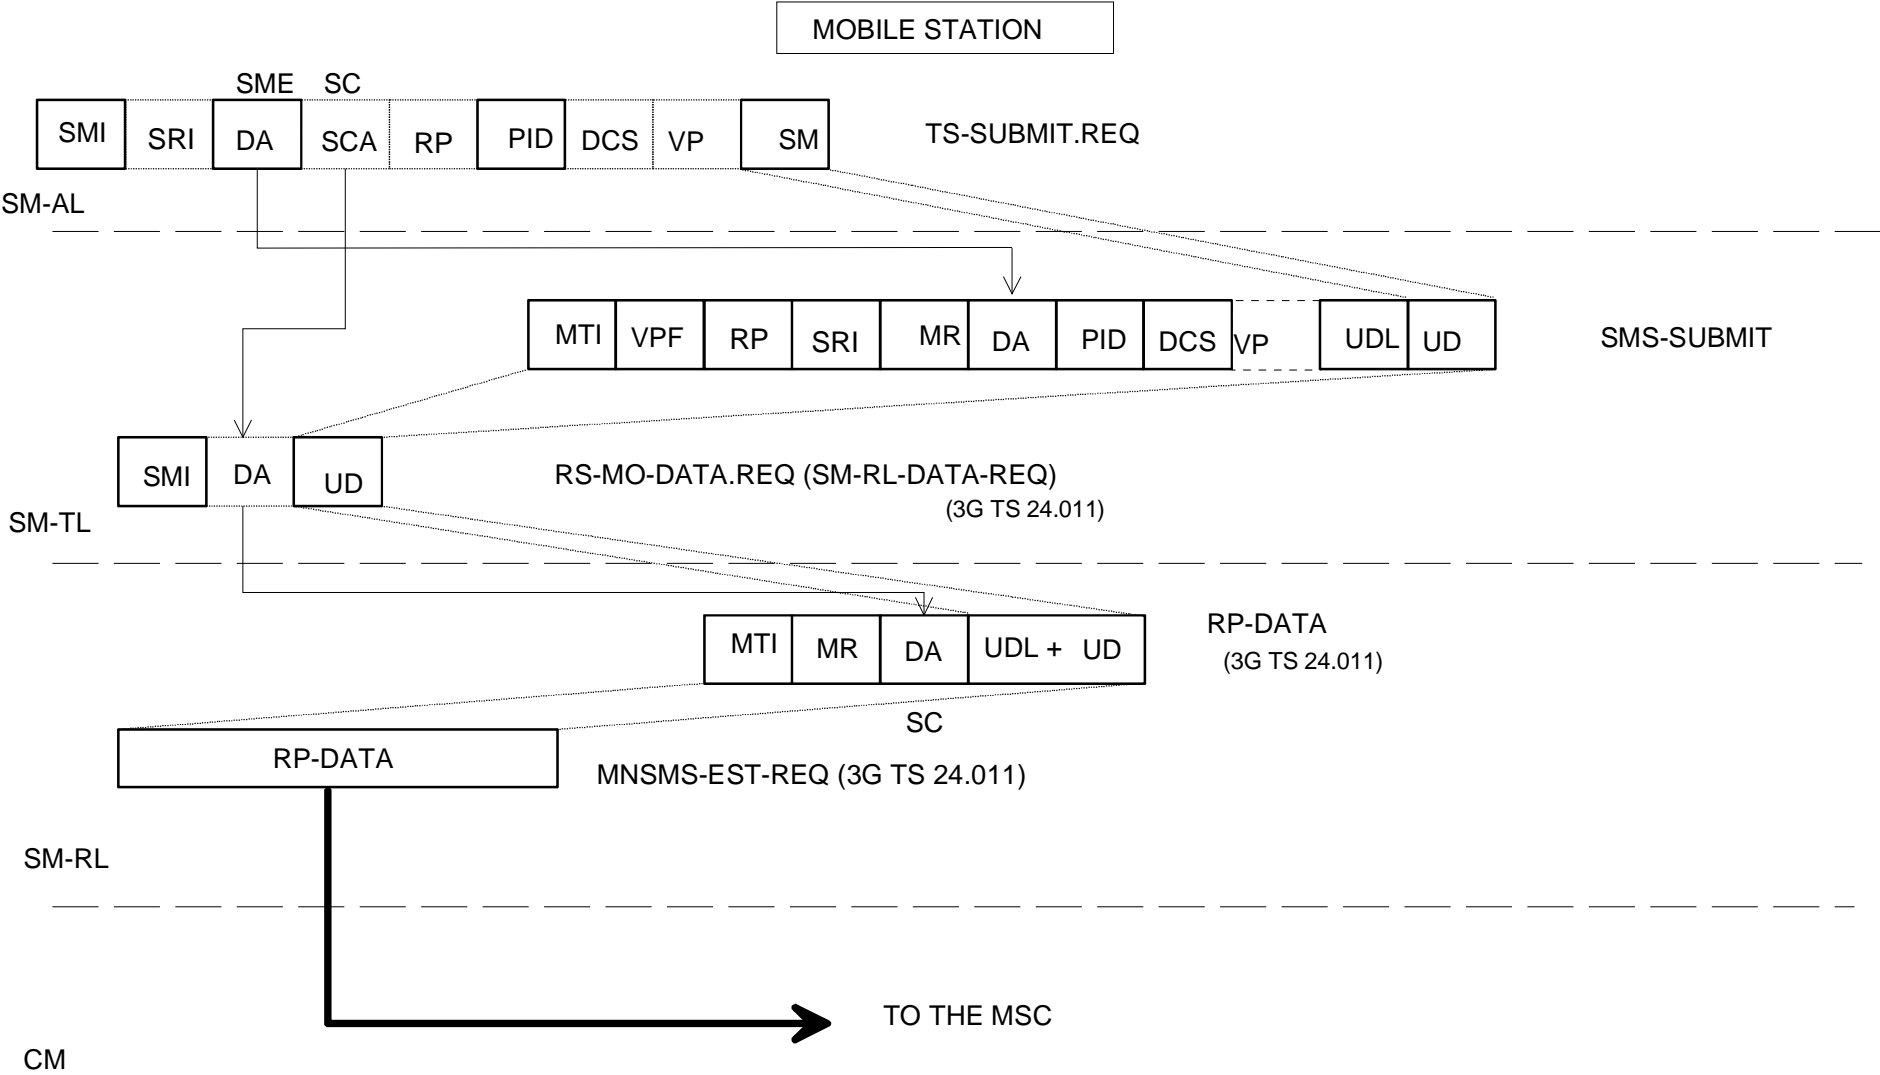 MOBILE STATION
SME SC
SMI SRI DA SCA RP PID DCS VP SM TS-SUBMIT.REQ
SM-AL
MTI VPF RP SRI MR DA PID DCS VP UDL UD SMS-SUBMIT
SMI DA UD RS-MO-DATA.REQ (SM-RL-DATA-REQ)
(3G TS 24.011)
SM-TL
MTI MR DA UDL + UD RP-DATA
(3G TS 24.011)
SC
RP-DATA MNSMS-EST-REQ (3G TS 24.011)
SM-RL
TO THE MSC
CM